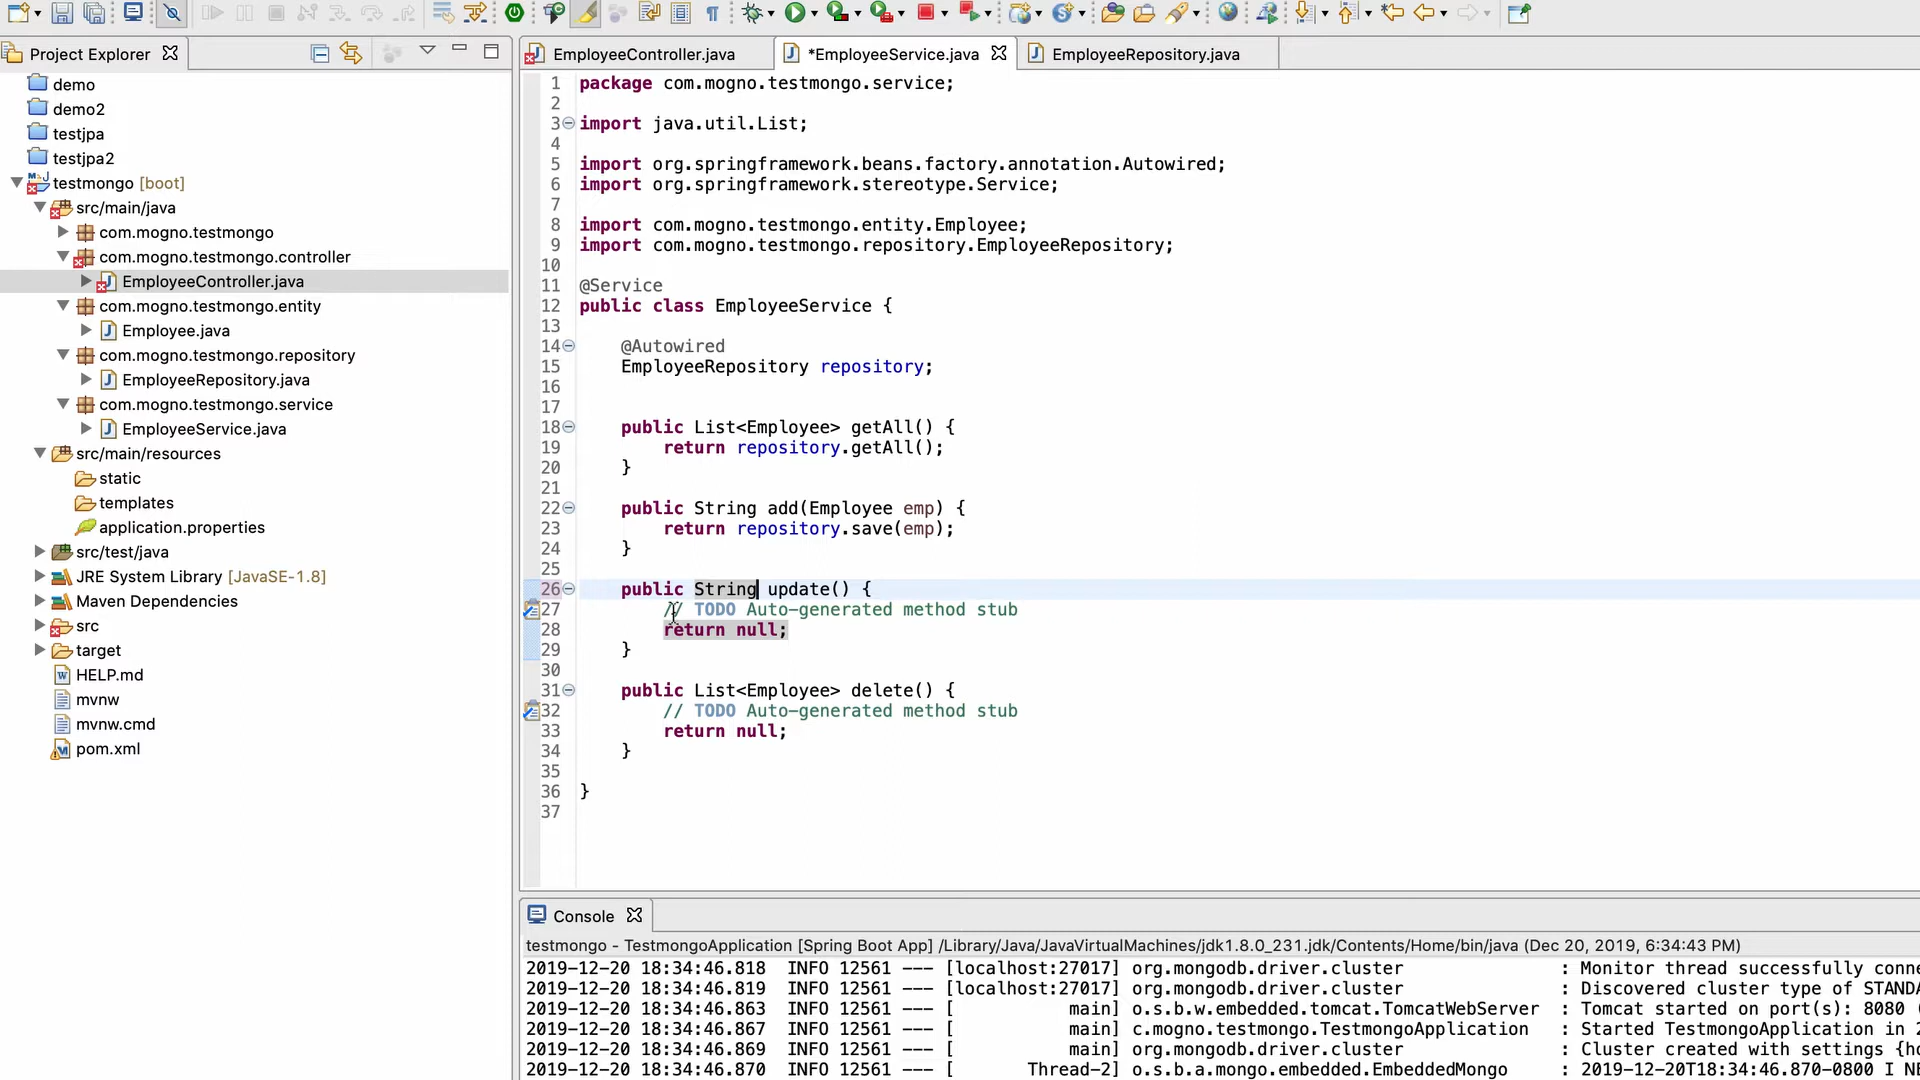 Project Explorer
demo
demo2
testjpa
testjpa2
testmongo [boot]
src/main/java
com.mogno.testmongo
com.mogno.testmongo.controller
EmployeeController.java
com.mogno.testmongo.entity
Employee.java
com.mogno.testmongo.repository
EmployeeRepository.java
com.mogno.testmongo.service
EmployeeService.java
src/main/resources
static
templates
application.properties
src/test/java
JRE System Library [JavaSE-1.8]
Maven Dependencies
src
target
HELP.md
mvnw
mvnw.cmd
pom.xml
EmployeeController.java
*EmployeeService.java
EmployeeRepository.java
1 package com.mogno.testmongo.service;
2
3 import java.util.List;
4
5 import org.springframework.beans.factory.annotation.Autowired;
6 import org.springframework.stereotype.Service;
7
8 import com.mogno.testmongo.entity.Employee;
9 import com.mogno.testmongo.repository.EmployeeRepository;
10
11 @Service
12 public class EmployeeService {
13
14 @Autowired
15 EmployeeRepository repository;
16
17
18 public List<Employee> getAll() {
19 return repository.getAll();
20 }
21
22 public String add(Employee emp) {
23 return repository.save(emp);
24 }
25
26 public String update() {
27 // TODO Auto-generated method stub
28 return null;
29 }
30
31 public List<Employee> delete() {
32 // TODO Auto-generated method stub
33 return null;
34 }
35
36 }
37
Console
testmongo - TestmongoApplication [Spring Boot App] /Library/Java/JavaVirtualMachines/jdk1.8.0_231.jdk/Contents/Home/bin/java (Dec 20, 2019, 6:34:43 PM)
2019-12-20 18:34:46.818 INFO 12561 --- [localhost:27017] org.mongodb.driver.cluster : Monitor thread successfully conne
2019-12-20 18:34:46.819 INFO 12561 --- [localhost:27017] org.mongodb.driver.cluster : Discovered cluster type of STANDA
2019-12-20 18:34:46.863 INFO 12561 --- [ main] o.s.b.w.embedded.tomcat.TomcatWebServer : Tomcat started on port(s): 8080 (
2019-12-20 18:34:46.867 INFO 12561 --- [ main] c.mogno.testmongo.TestmongoApplication : Started TestmongoApplication in 2
2019-12-20 18:34:46.869 INFO 12561 --- [ main] org.mongodb.driver.cluster : Cluster created with settings {ho
2019-12-20 18:34:46.870 INFO 12561 --- [ Thread-2] o.s.b.a.mongo.embedded.EmbeddedMongo : 2019-12-20T18:34:46.870-0800 I NE